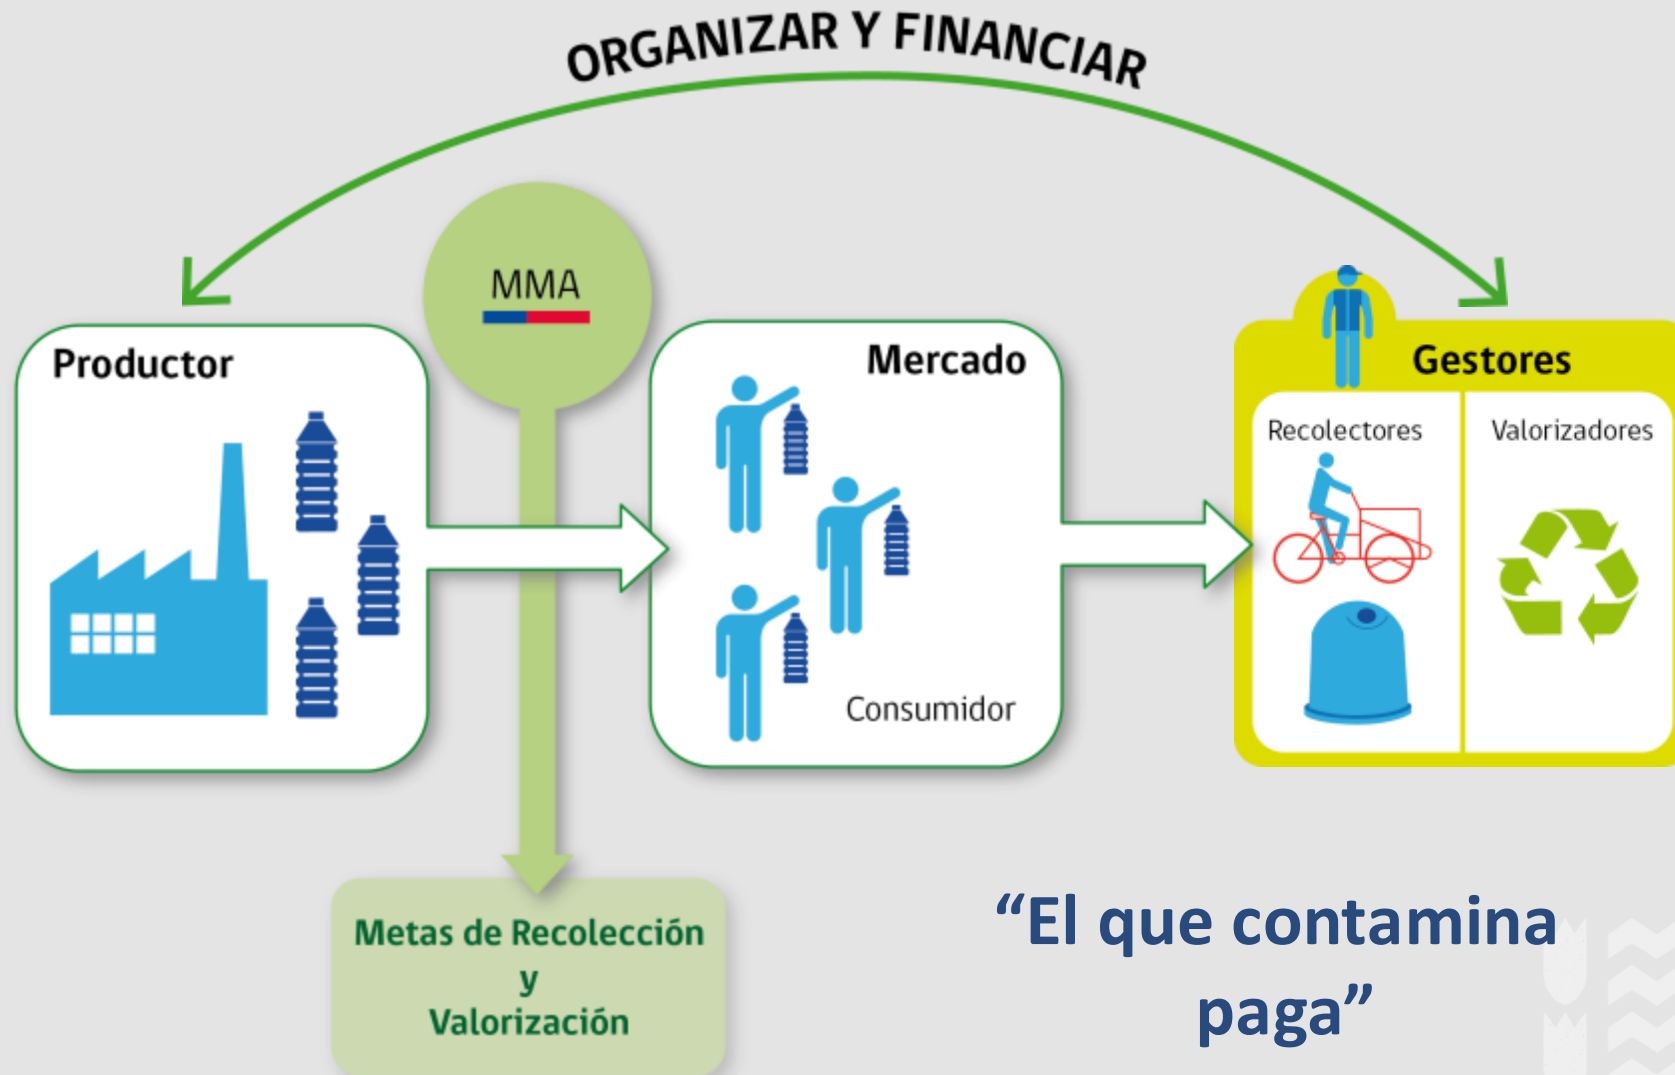 ORGANIZAR Y FINANCIAR
MMA
Productor
Mercado
Consumidor
Gestores
Recolectores
Valorizadores
Metas de Recolección
y
Valorización
“El que contamina
paga”